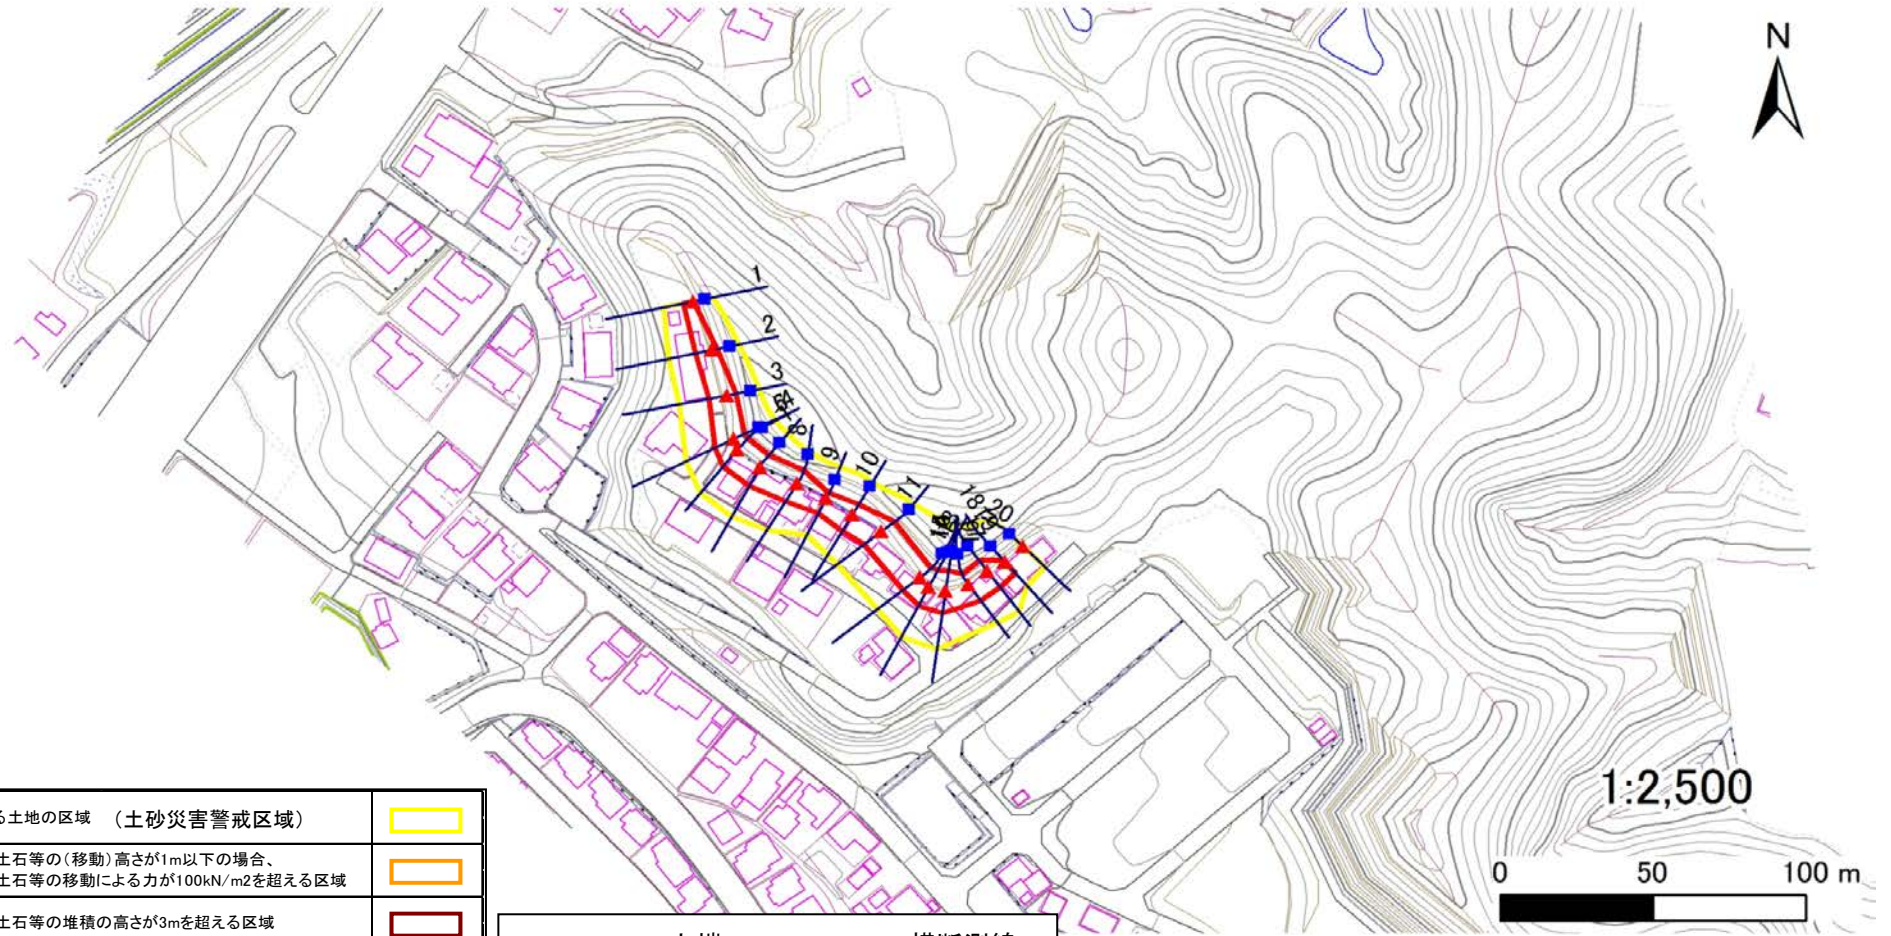 N
1
2
3
8
9
10
11
18
20
1:2,500
0 50 100 m
る土地の区域 (土砂災害警戒区域)
土石等の(移動)高さが1m以下の場合、
土石等の移動による力が100kN/m2を超える区域
土石等の堆積の高さが3mを超える区域